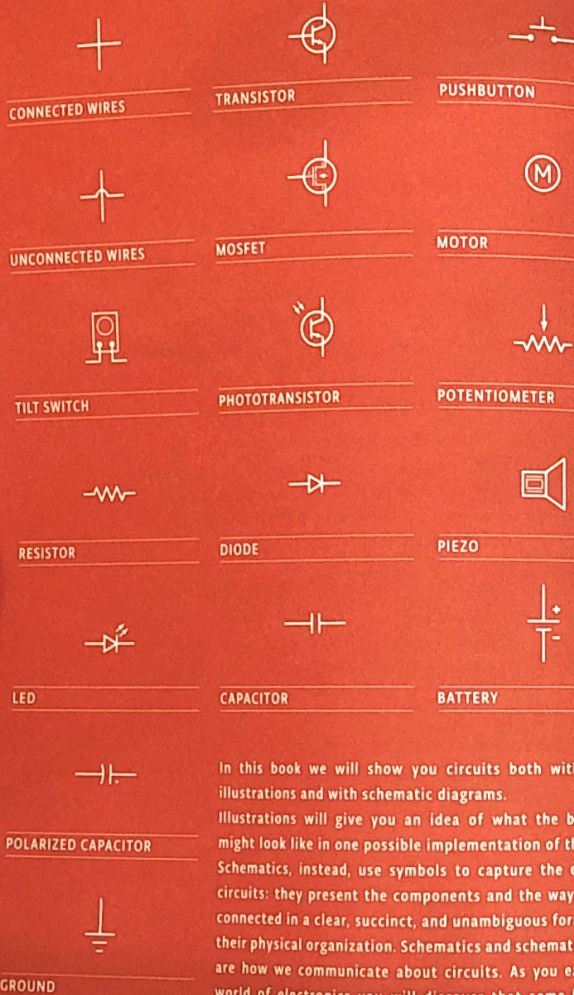 CONNECTED WIRES
TRANSISTOR
PUSHBUTTON
UNCONNECTED WIRES
MOSFET
M
MOTOR
TILT SWITCH
PHOTOTRANSISTOR
POTENTIOMETER
RESISTOR
DIODE
PIEZO
+
-
LED
CAPACITOR
BATTERY
POLARIZED CAPACITOR
GROUND
In this book we will show you circuits both
illustrations and with schematic diagrams.
Illustrations will give you an idea of what the
might look like in one possible implementation of
Schematics, instead, use symbols to capture the
circuits: they present the components and the way
connected in a clear, succinct, and unambiguous
their physical organization. Schematics and
are how we communicate about circuits. As you
world of